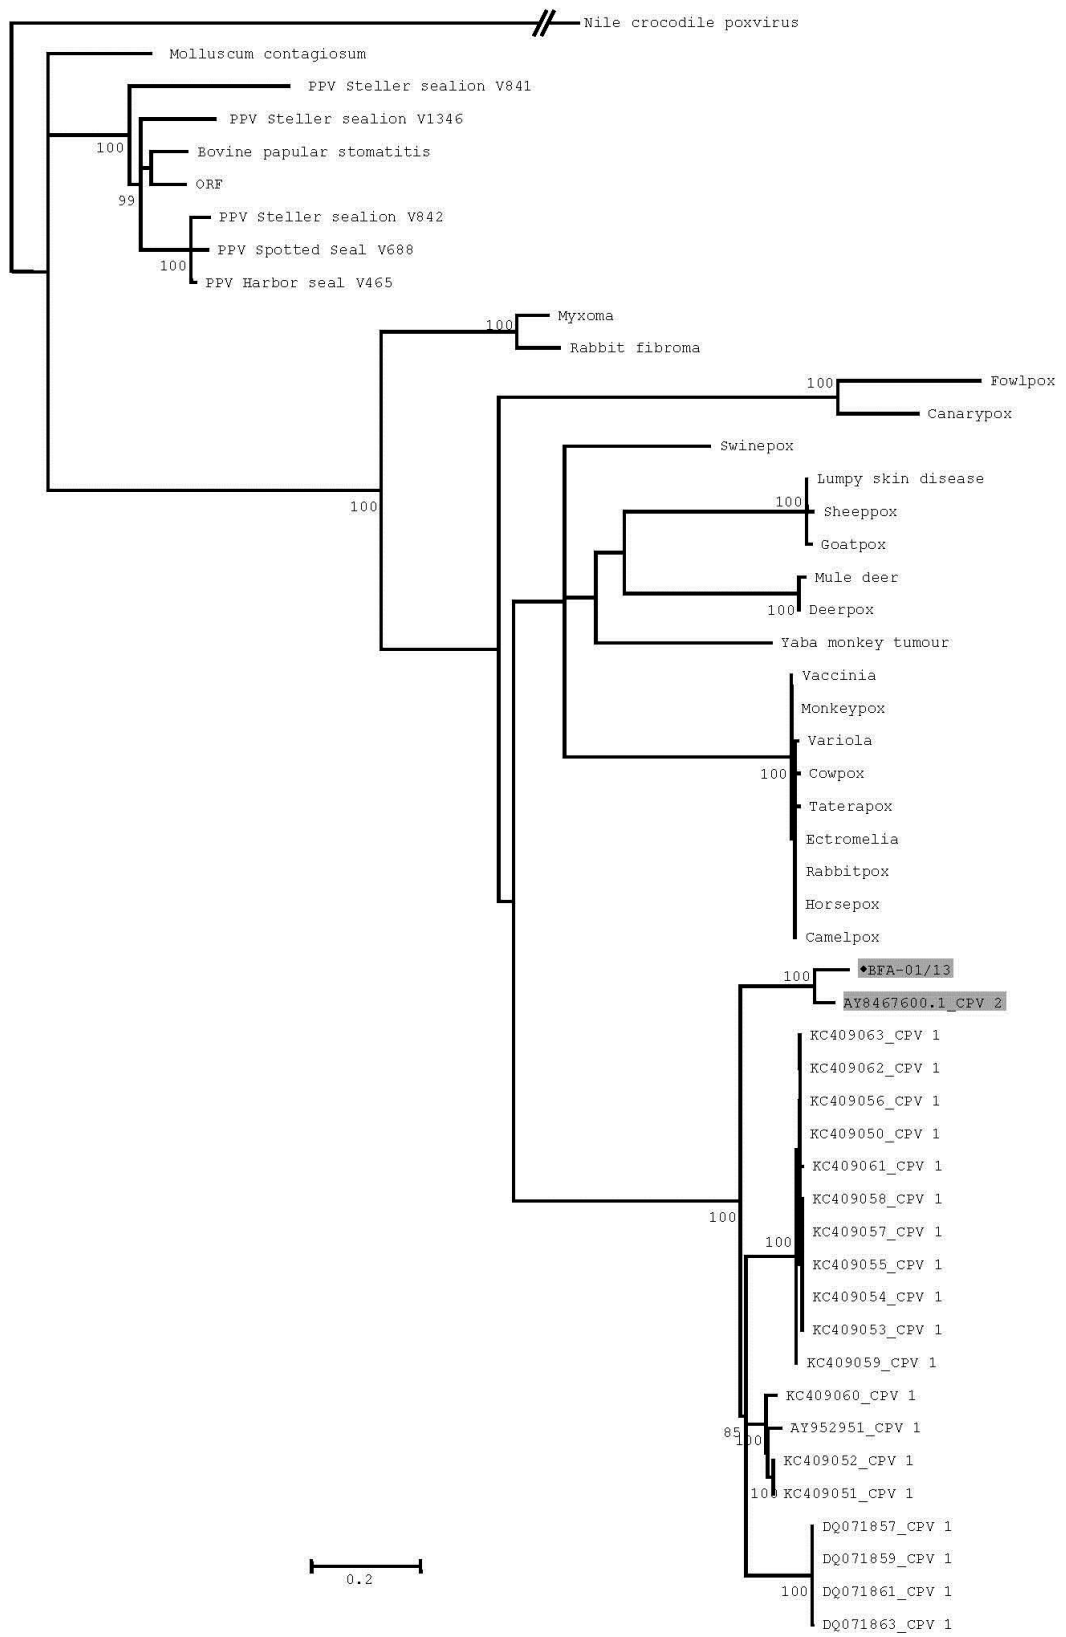 Nile crocodile poxvirus
Molluscum contagiosum
PPV Steller sealion V841
PPV Steller sealion V1346
100
Bovine papular stomatitis
ORF
99
PPV Steller sealion V842
PPV Spotted Seal V688
100
PPV Harbor seal V465
Myxoma
100
Rabbit fibroma
Fowlpox
100
Canarypox
Swinepox
Lumpy skin disease
100
Sheeppox
100
Goatpox
Mule deer
100
Deerpox
Yaba monkey tumour
Vaccinia
Monkeypox
Variola
100
Cowpox
Taterapox
Ectromelia
Rabbitpox
Horsepox
Camelpox
♦BFA-01/13
100
AY8467600.1_CPV 2
KC409063_CPV 1
KC409062_CPV 1
KC409056_CPV 1
KC409050_CPV 1
KC409061_CPV 1
KC409058_CPV 1
100
KC409057_CPV 1
100
KC409055_CPV 1
KC409054_CPV 1
KC409053_CPV 1
KC409059_CPV 1
KC409060_CPV 1
85
AY952951_CPV 1
100
KC409052_CPV 1
100
KC409051_CPV 1
DQ071857_CPV 1
DQ071859_CPV 1
0.2
100
DQ071861_CPV 1
DQ071863_CPV 1